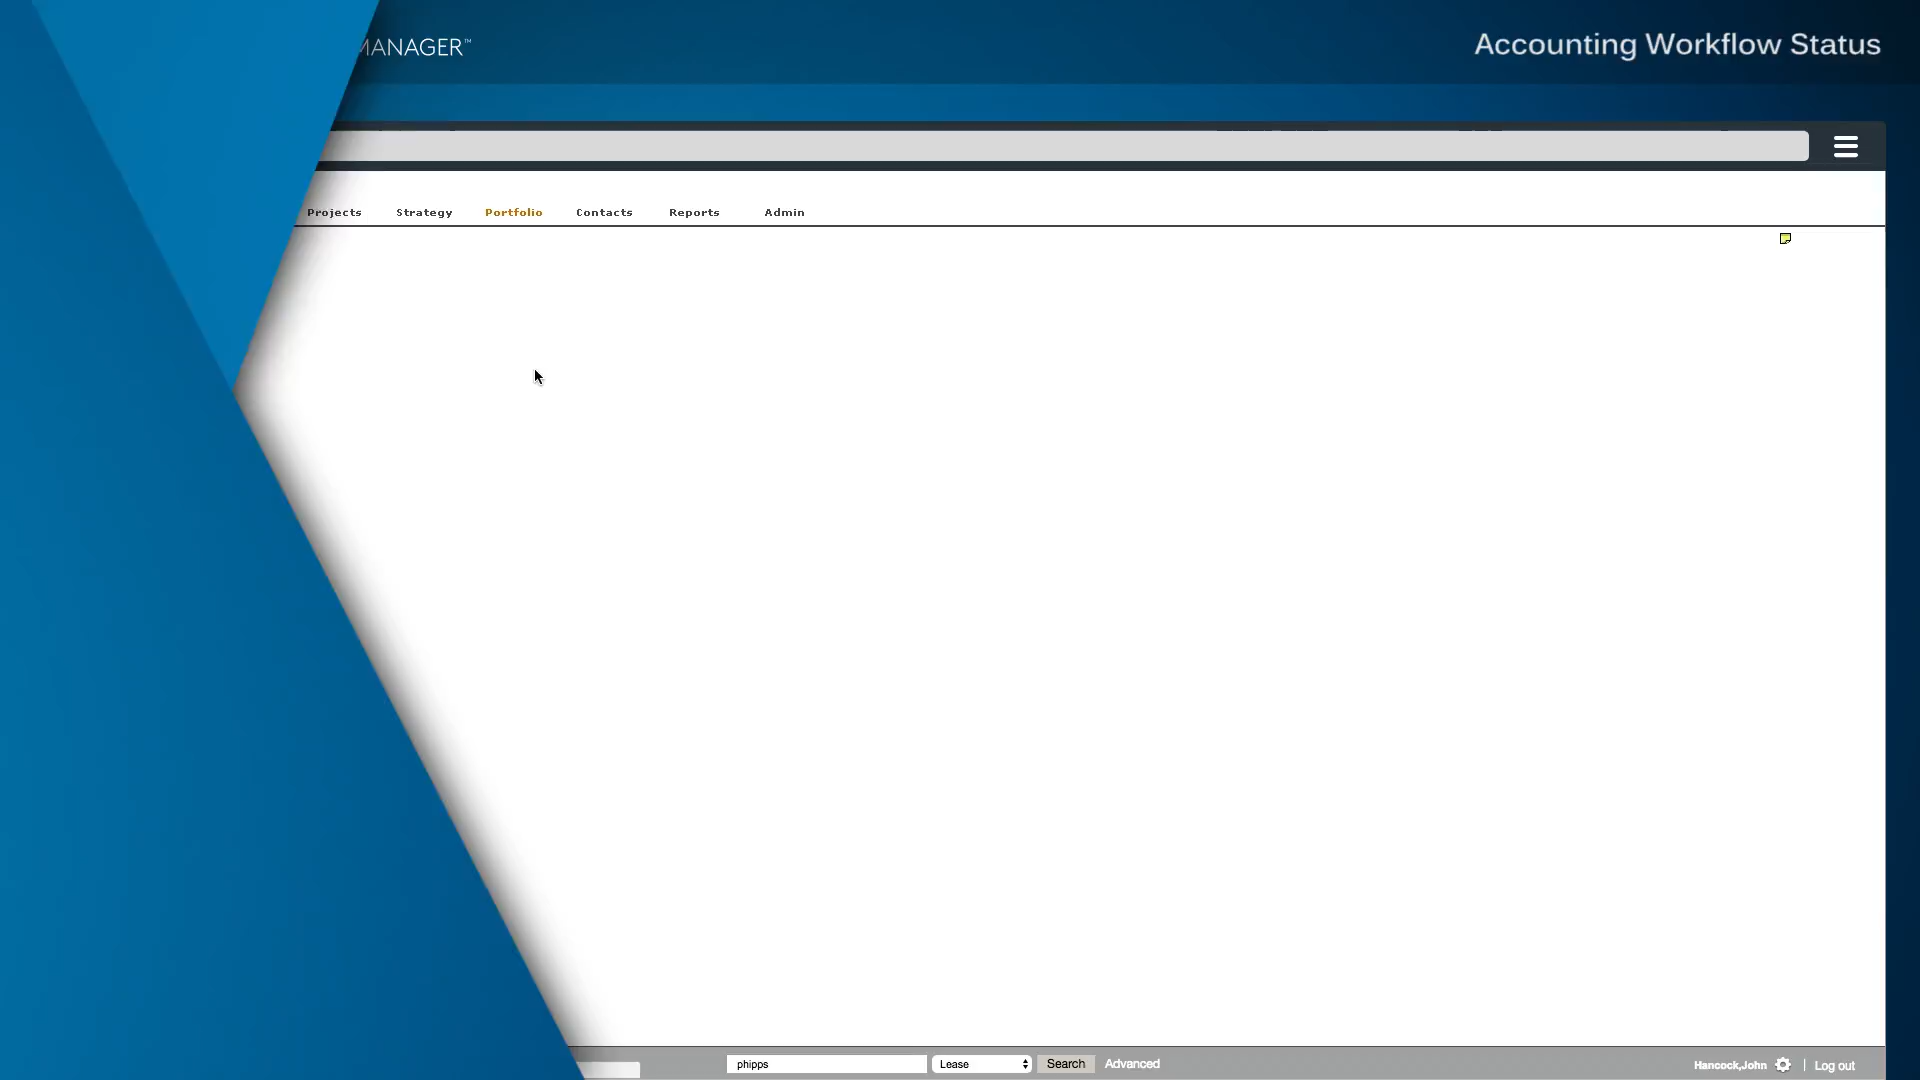 MANAGER™
Accounting Workflow Status
Projects Strategy Portfolio Contacts Reports Admin
phipps Lease Search Advanced Hancock,John | Log out